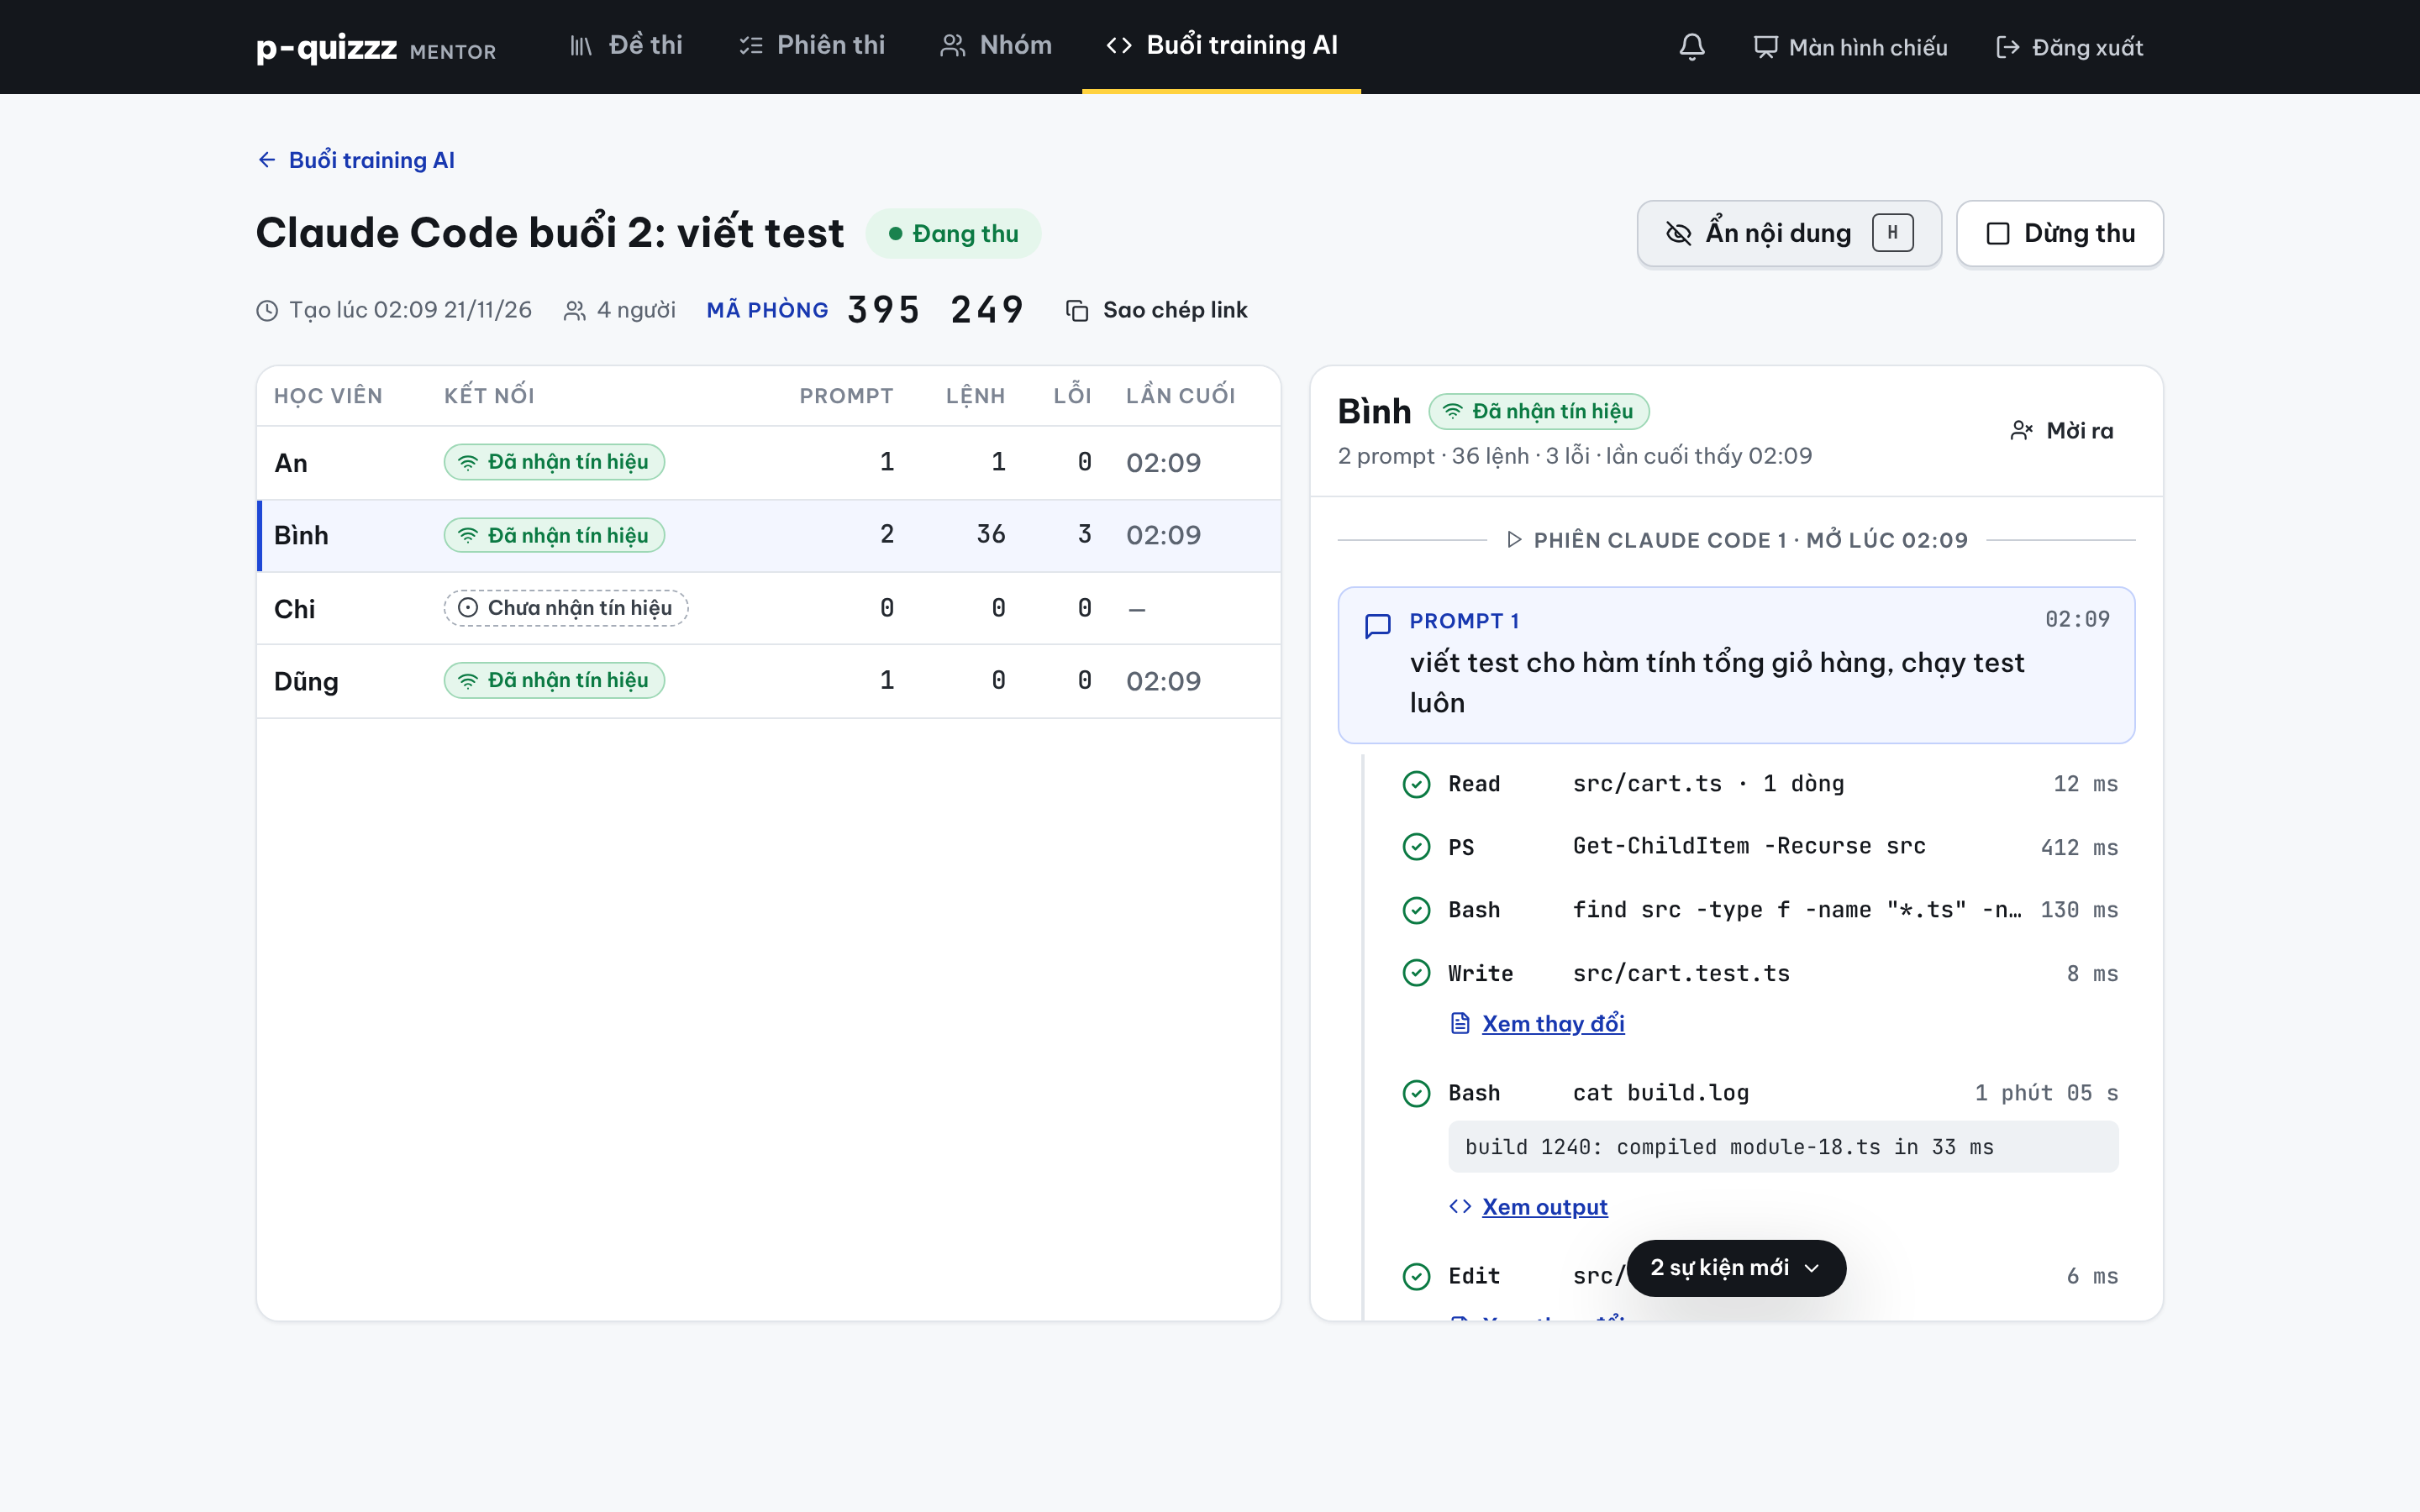 p-quizzz MENTOR
Đề thi
Phiên thi
Nhóm
Buổi training AI
Màn hình chiếu
Đăng xuất
Buổi training AI
Claude Code buổi 2: viết test
Đang thu
Ẩn nội dung H
Dừng thu
Tạo lúc 02:09 21/11/26
4 người
MÃ PHÒNG 395 249
Sao chép link
HỌC VIÊN KẾT NỐI PROMPT LỆNH LỖI LẦN CUỐI
An Đã nhận tín hiệu 1 1 0 02:09
Bình Đã nhận tín hiệu 2 36 3 02:09
Chi Chưa nhận tín hiệu 0 0 0 —
Dũng Đã nhận tín hiệu 1 0 0 02:09
Bình Đã nhận tín hiệu
2 prompt · 36 lệnh · 3 lỗi · lần cuối thấy 02:09
Mời ra
PHIÊN CLAUDE CODE 1 · MỞ LÚC 02:09
PROMPT 1 02:09
viết test cho hàm tính tổng giỏ hàng, chạy test
luôn
Read src/cart.ts · 1 dòng 12 ms
PS Get-ChildItem -Recurse src 412 ms
Bash find src -type f -name "*.ts" -n… 130 ms
Write src/cart.test.ts 8 ms
Xem thay đổi
Bash cat build.log 1 phút 05 s
build 1240: compiled module-18.ts in 33 ms
Xem output
Edit src/ 6 ms
2 sự kiện mới